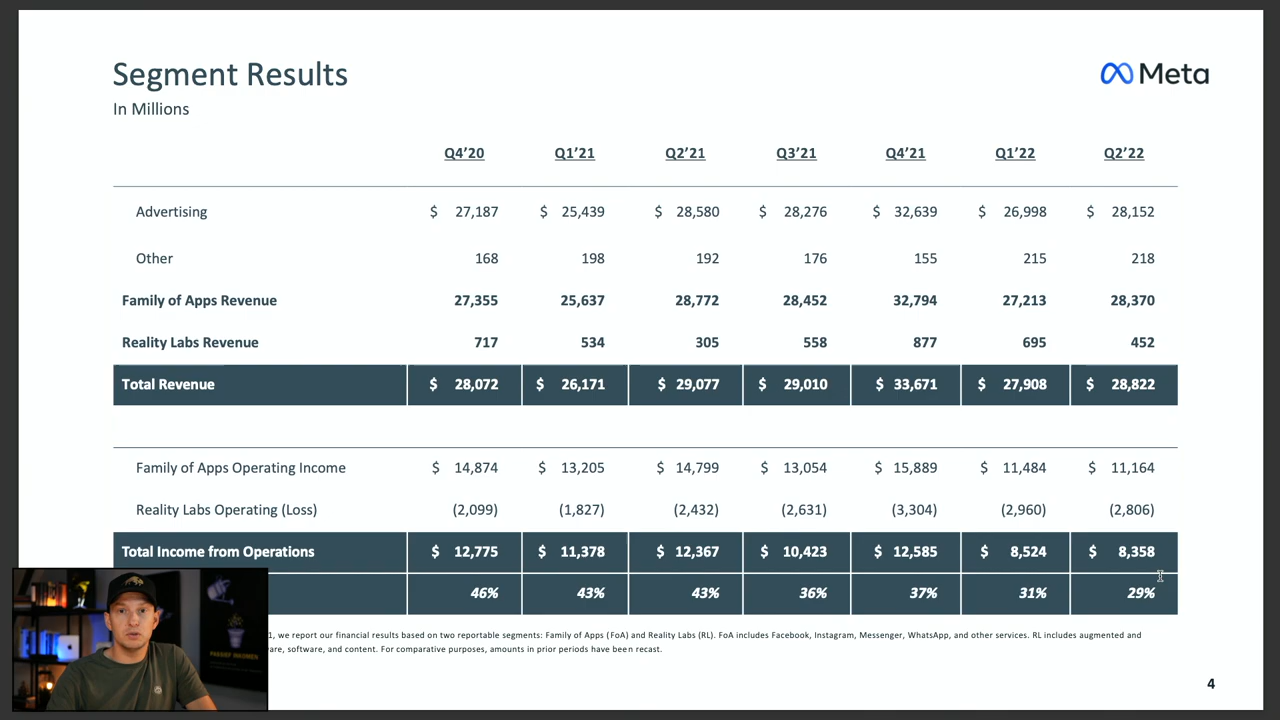 Segment Results
Meta
In Millions
Q4'20 Q1'21 Q2'21 Q3'21 Q4'21 Q1'22 Q2'22
Advertising $ 27,187 $ 25,439 $ 28,580 $ 28,276 $ 32,639 $ 26,998 $ 28,152
Other 168 198 192 176 155 215 218
Family of Apps Revenue 27,355 25,637 28,772 28,452 32,794 27,213 28,370
Reality Labs Revenue 717 534 305 558 877 695 452
Total Revenue $ 28,072 $ 26,171 $ 29,077 $ 29,010 $ 33,671 $ 27,908 $ 28,822
Family of Apps Operating Income $ 14,874 $ 13,205 $ 14,799 $ 13,054 $ 15,889 $ 11,484 $ 11,164
Reality Labs Operating (Loss) (2,099) (1,827) (2,432) (2,631) (3,304) (2,960) (2,806)
Total Income from Operations $ 12,775 $ 11,378 $ 12,367 $ 10,423 $ 12,585 $ 8,524 $ 8,358
46% 43% 43% 36% 37% 31% 29%
1, we report our financial results based on two reportable segments: Family of Apps (FoA) and Reality Labs (RL). FoA includes Facebook, Instagram, Messenger, WhatsApp, and other services. RL includes augmented and
are, software, and content. For comparative purposes, amounts in prior periods have been recast.
4